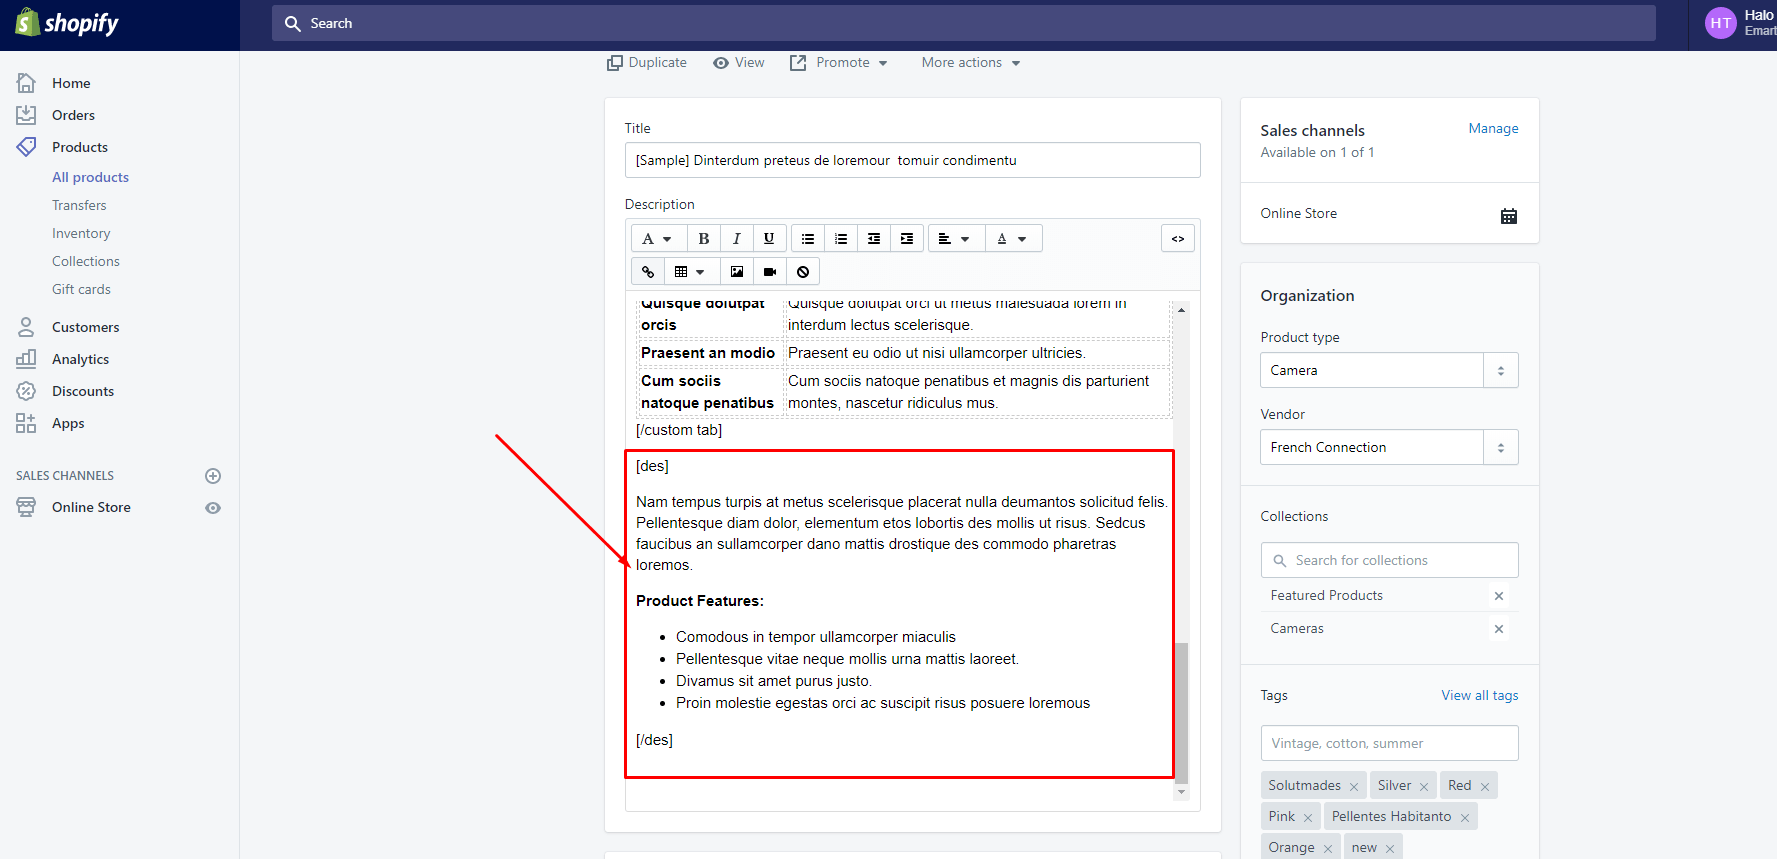 shopify
Search
HT
Halo
Emart
Home
Orders
Products
All products
Transfers
Inventory
Collections
Gift cards
Customers
Analytics
Discounts
Apps
SALES CHANNELS
Online Store
Duplicate
View
Promote
More actions
Title
[Sample] Dinterdum preteus de loremour  tomuir condimentu
Description
A
B
I
U
A
<>
Quisque dolutpat
orcis
Quisque dolutpat orci ut metus malesuada lorem in
interdum lectus scelerisque.
Praesent an modio
Praesent eu odio ut nisi ullamcorper ultricies.
Cum sociis
natoque penatibus
Cum sociis natoque penatibus et magnis dis parturient
montes, nascetur ridiculus mus.
[/custom tab]
[des]
Nam tempus turpis at metus scelerisque placerat nulla deumantos solicitud felis.
Pellentesque diam dolor, elementum etos lobortis des mollis ut risus. Sedcus
faucibus an sullamcorper dano mattis drostique des commodo pharetras
loremos.
Product Features:
• Comodous in tempor ullamcorper miaculis
• Pellentesque vitae neque mollis urna mattis laoreet.
• Divamus sit amet purus justo.
• Proin molestie egestas orci ac suscipit risus posuere loremous
[/des]
Sales channels
Manage
Available on 1 of 1
Online Store
Organization
Product type
Camera
Vendor
French Connection
Collections
Search for collections
Featured Products
Cameras
Tags
View all tags
Vintage, cotton, summer
Solutmades
Silver
Red
Pink
Pellentes Habitanto
Orange
new